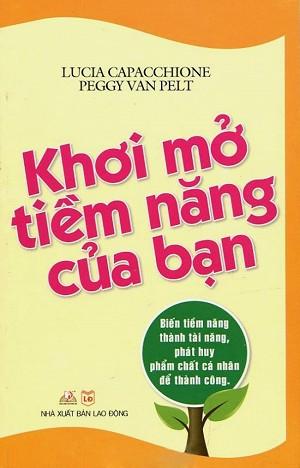 LUCIA CAPACCHIONE
PEGGY VAN PELT
Khơi mở
tiềm năng
của bạn
Biến tiềm năng
thành tài năng,
phát huy
phẩm chất cá nhân
để thành công.
LĐ
NHÀ XUẤT BẢN LAO ĐỘNG